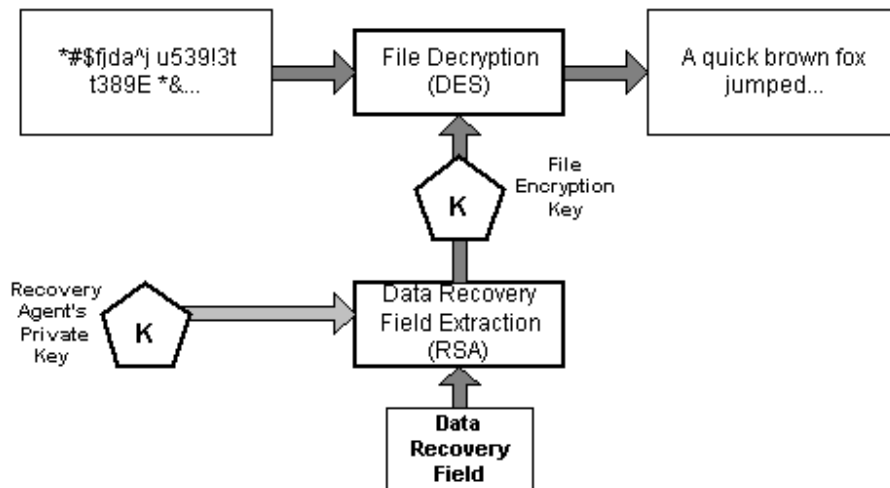 *#$fjda^j u539!3t
t389E *&...
File Decryption
(DES)
A quick brown fox
jumped...
File
Encryption
Key
K
Recovery
Agent's
Private
Key
K
Data Recovery
Field Extraction
(RSA)
Data
Recovery
Field